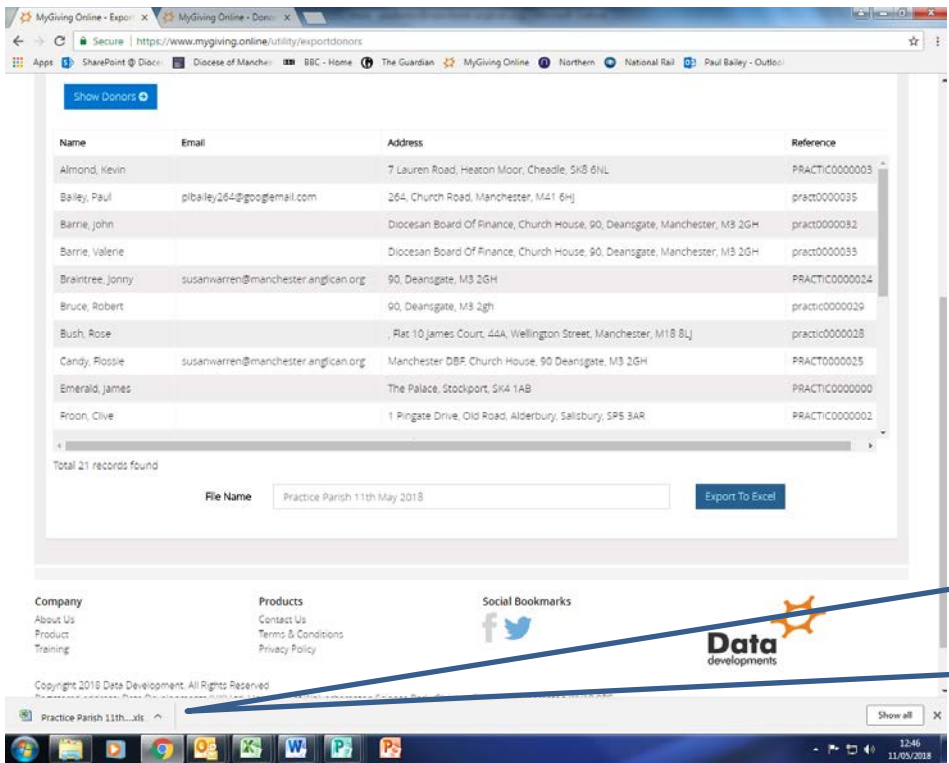 MyGiving Online - Export
MyGiving Online - Dono
Secure | https://www.mygiving.online/utility/exportdonors
Apps SharePoint @ Dioce Diocese of Manches BBC - Home The Guardian MyGiving Online Northern National Rail Paul Bailey - Outloo
Show Donors
Name Email Address Reference
Almond, Kevin 7 Lauren Road, Heaton Moor, Cheadle, SK8 6NL PRACTIC0000003
Bailey, Paul plbailey264@googlemail.com 264, Church Road, Manchester, M41 6HJ pract0000035
Barrie, John Diocesan Board Of Finance, Church House, 90, Deansgate, Manchester, M3 2GH pract0000032
Barrie, Valerie Diocesan Board Of Finance, Church House, 90, Deansgate, Manchester, M3 2GH pract0000033
Braintree, Jonny susanwarren@manchester.anglican.org 90, Deansgate, M3 2GH PRACTIC0000024
Bruce, Robert 90, Deansgate, M3 2gh practic0000029
Bush, Rose , Flat 10 James Court, 44A, Wellington Street, Manchester, M18 8LJ practic0000028
Candy, Flossie susanwarren@manchester.anglican.org Manchester DBF, Church House, 90 Deansgate, M3 2GH PRACT0000025
Emerald, James The Palace, Stockport, SK4 1AB PRACTIC0000000
Froon, Clive 1 Pingate Drive, Old Road, Alderbury, Salisbury, SP5 3AR PRACTIC0000002
Total 21 records found
File Name Practice Parish 11th May 2018 Export To Excel
Company Products Social Bookmarks
About Us Contact Us
Product Terms & Conditions
Training Privacy Policy
Data
developments
Copyright 2018 Data Development. All Rights Reserved
Practice Parish 11th....xls Show all
12:46
11/05/2018